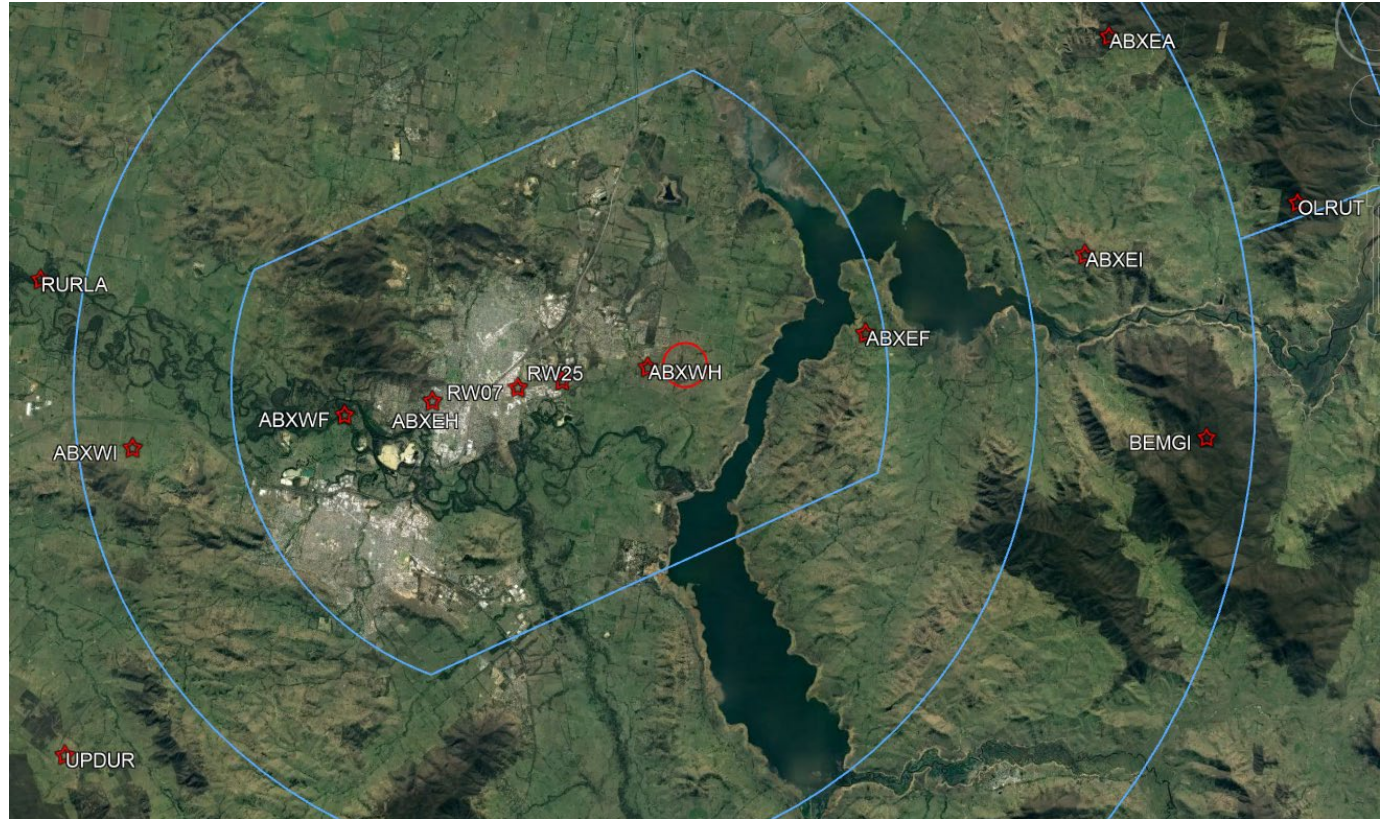 ABXEA
OLRUT
ABXEI
RURLA
ABXEF
ABXWH
RW25
RW07
ABXWF
ABXEH
BEMGI
ABXWI
UPDUR